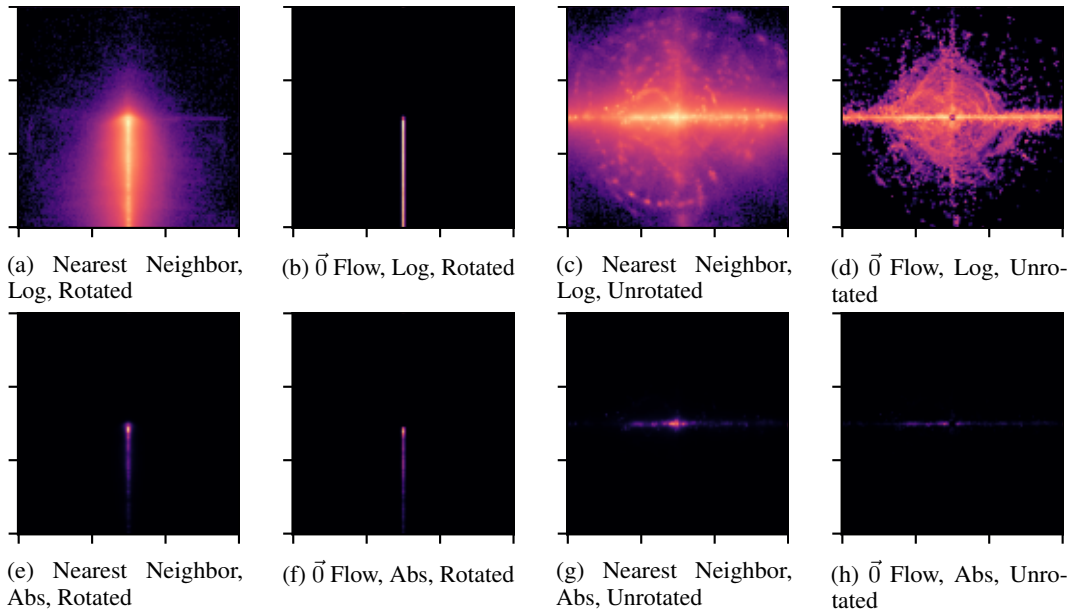 (a) Nearest Neighbor,
Log, Rotated
(b) 0⃗ Flow, Log, Rotated
(c) Nearest Neighbor,
Log, Unrotated
(d) 0⃗ Flow, Log, Unro-
tated
(e) Nearest Neighbor,
Abs, Rotated
(f) 0⃗ Flow, Abs, Rotated
(g) Nearest Neighbor,
Abs, Unrotated
(h) 0⃗ Flow, Abs, Unro-
tated